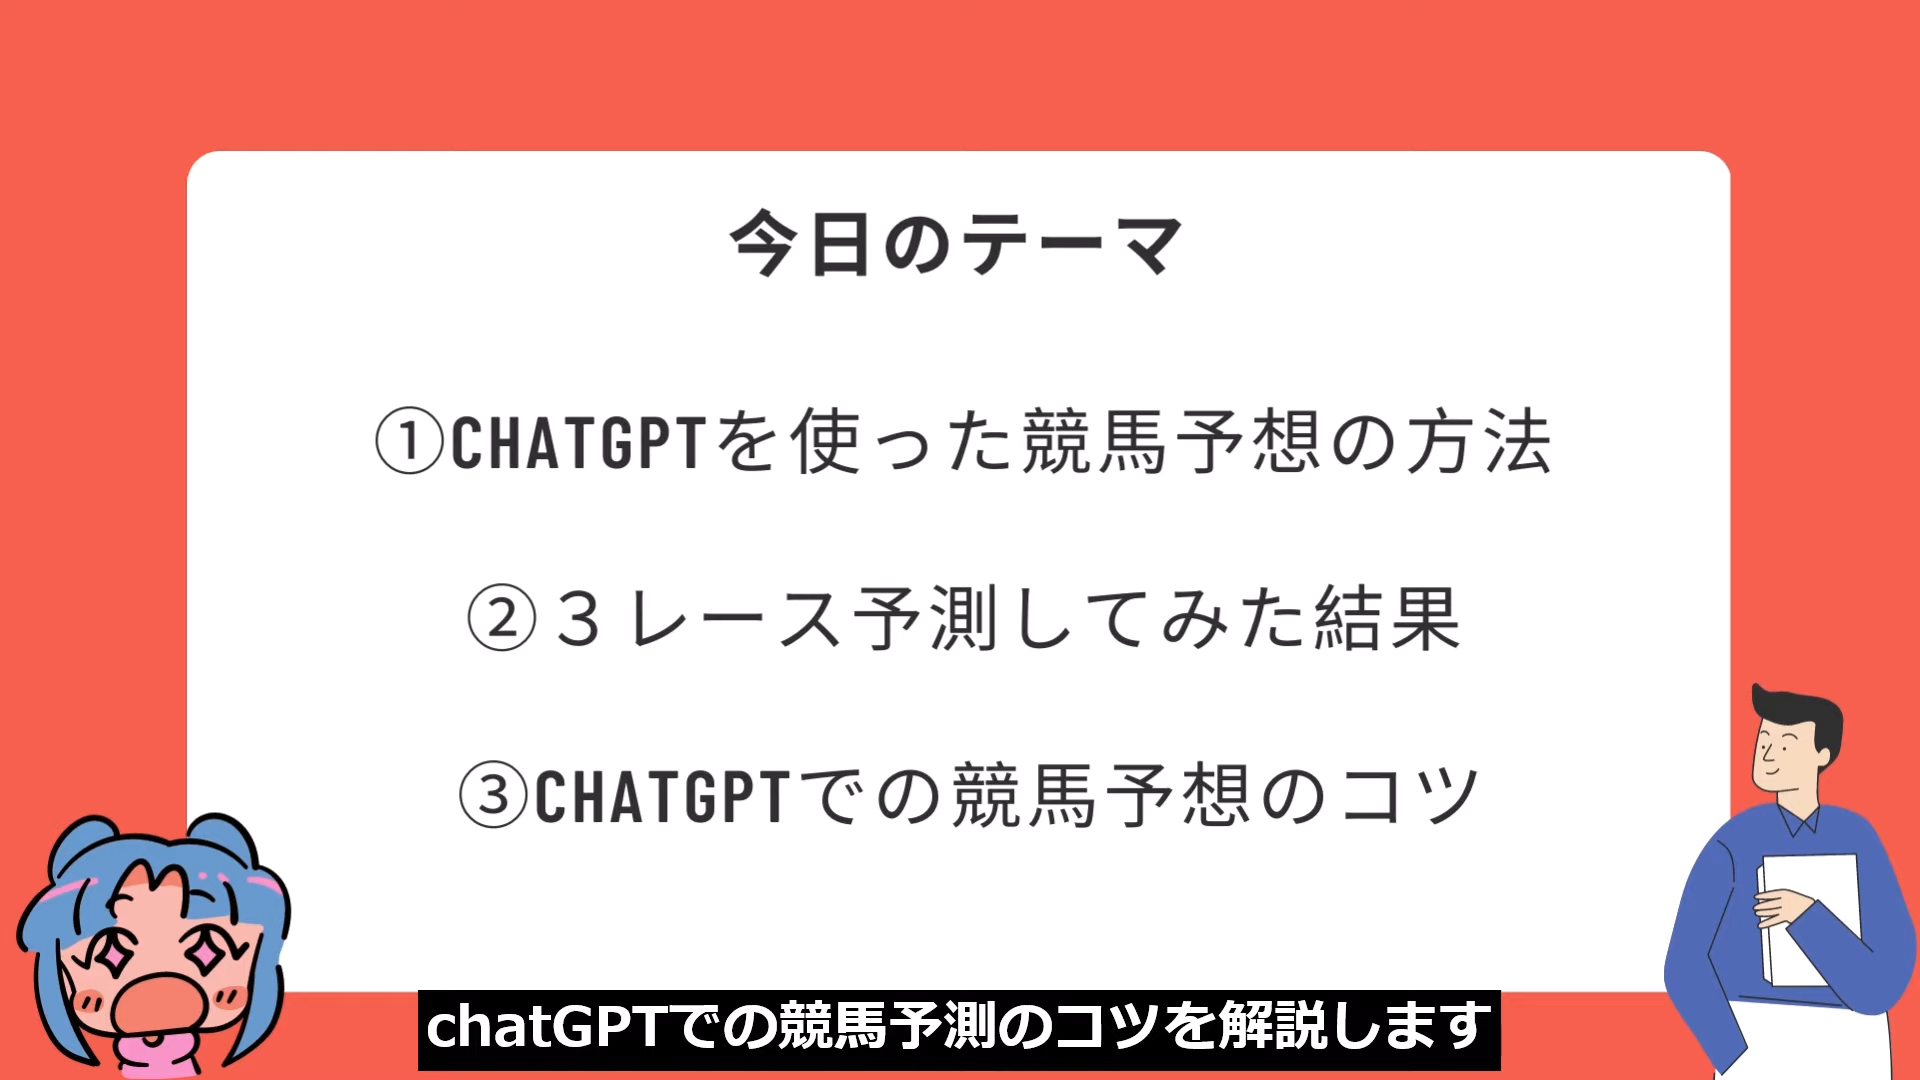 今日のテーマ
①CHATGPTを使った競馬予想の方法
②３レース予測してみた結果
③CHATGPTでの競馬予想のコツ
chatGPTでの競馬予測のコツを解説します